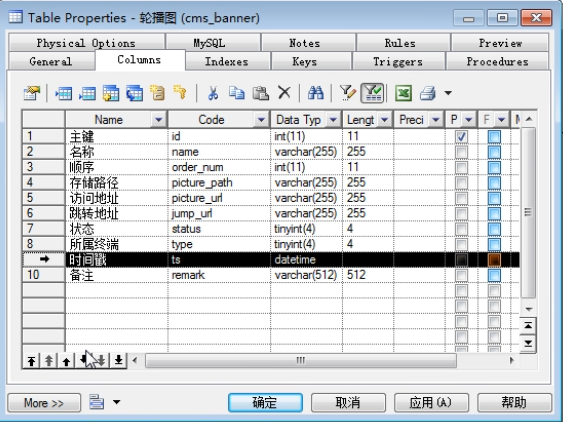 Table Properties - 轮播图 (cms_banner)
Physical Options MySQL Notes Rules Preview
General Columns Indexes Keys Triggers Procedures
Name Code Data Typ Lengt Preci P F
1 主键 id int(11) 11
2 名称 name varchar(255) 255
3 顺序 order_num int(11) 11
4 存储路径 picture_path varchar(255) 255
5 访问地址 picture_url varchar(255) 255
6 跳转地址 jump_url varchar(255) 255
7 状态 status tinyint(4) 4
8 所属终端 type tinyint(4) 4
时间戳 ts datetime
10 备注 remark varchar(512) 512
More >> 确定 取消 应用(A) 帮助